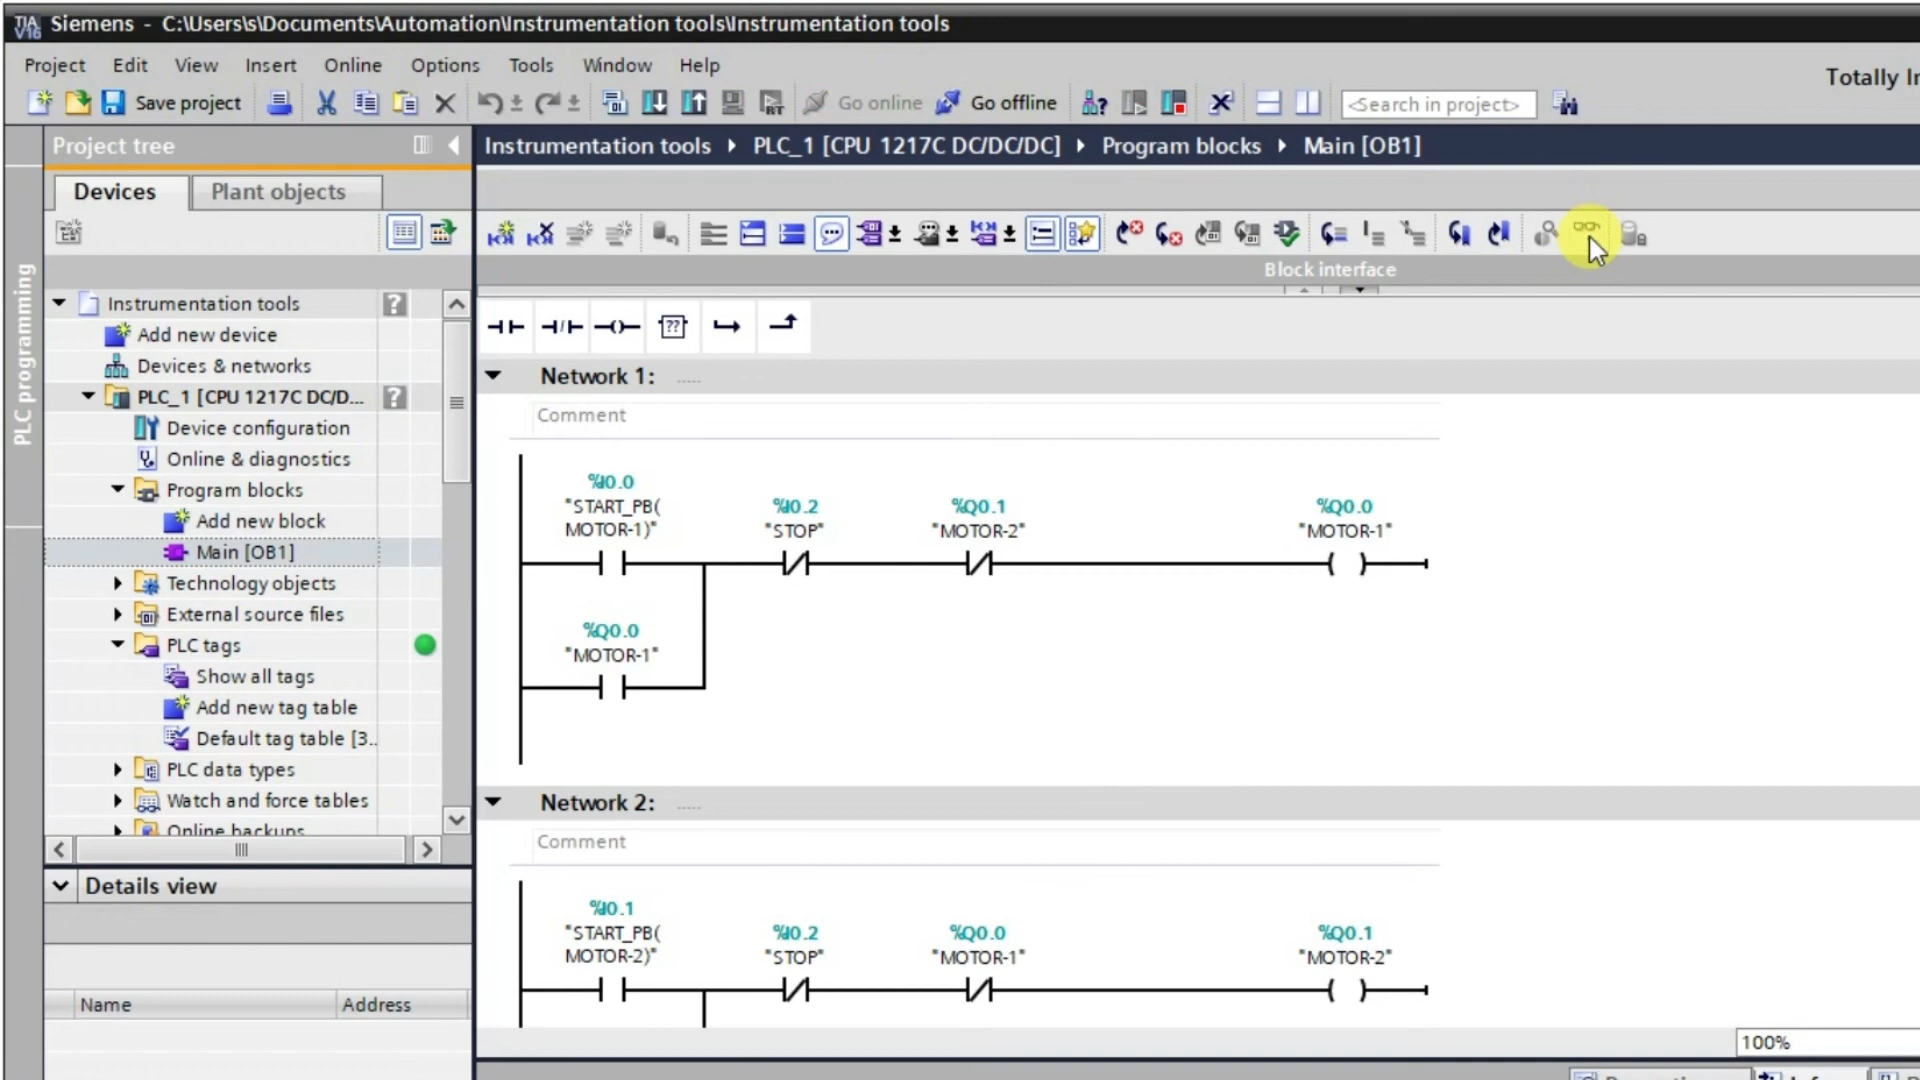 TIA V16 Siemens - C:\Users\s\Documents\Automation\Instrumentation tools\Instrumentation tools
Project Edit View Insert Online Options Tools Window Help
Totally
Save project Go online Go offline <Search in project>
Project tree
Instrumentation tools PLC_1 [CPU 1217C DC/DC/DC] Program blocks Main [OB1]
Devices Plant objects
Block interface
PLC programming
Instrumentation tools
Add new device
Devices & networks
PLC_1 [CPU 1217C DC/D...
Device configuration
Online & diagnostics
Program blocks
Add new block
Main [OB1]
Technology objects
External source files
PLC tags
Show all tags
Add new tag table
Default tag table [3..
PLC data types
Watch and force tables
Online backups
Details view
Name Address
??
Network 1: .....
Comment
%I0.0
"START_PB(
MOTOR-1)"
%I0.2
"STOP"
%Q0.1
"MOTOR-2"
%Q0.0
"MOTOR-1"
%Q0.0
"MOTOR-1"
Network 2: .....
Comment
%I0.1
"START_PB(
MOTOR-2)"
%I0.2
"STOP"
%Q0.0
"MOTOR-1"
%Q0.1
"MOTOR-2"
100%